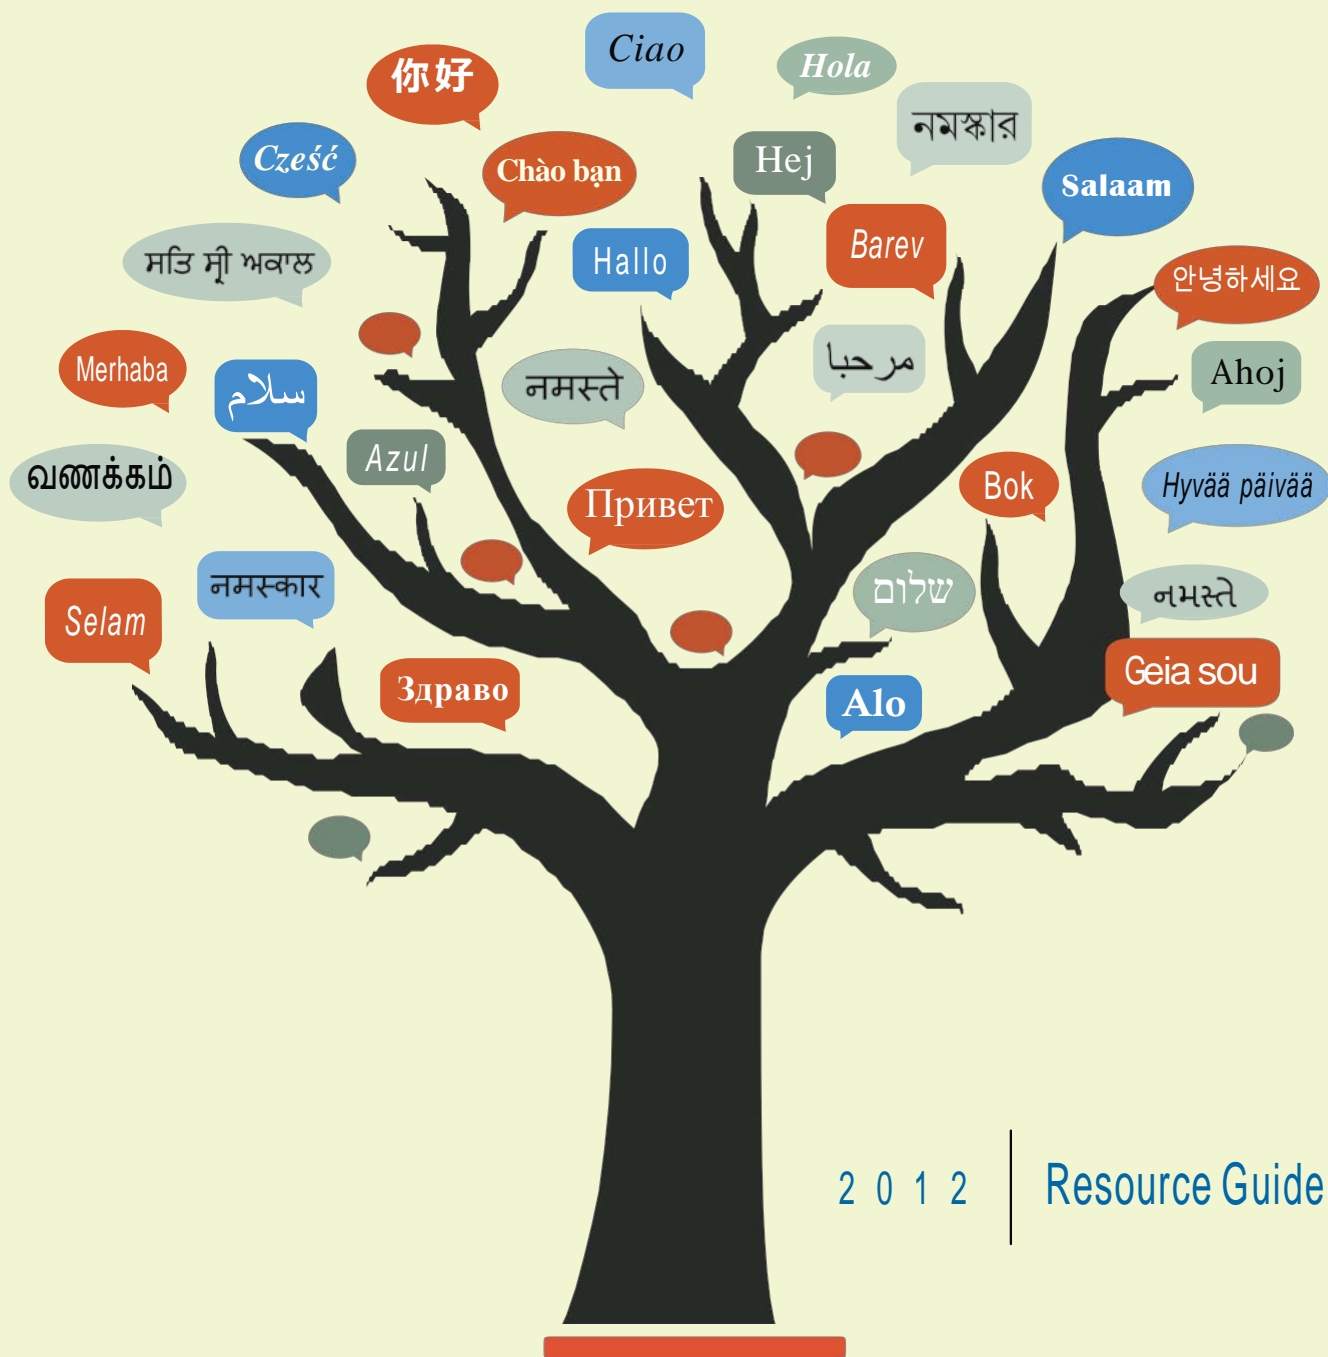 Ciao
你好
Hola
নমস্কার
Cześć
Chào bạn
Hej
Salaam
ਸਤਿ ਸ੍ਰੀ ਅਕਾਲ
Hallo
Barev
안녕하세요
Merhaba
سلام
नमस्ते
مرحبا
Ahoj
வணக்கம்
Azul
Привет
Bok
Hyvää päivää
Selam
नमस्कार
שלום
નમસ્તે
Здраво
Alo
Geia sou
2012
Resource Guide